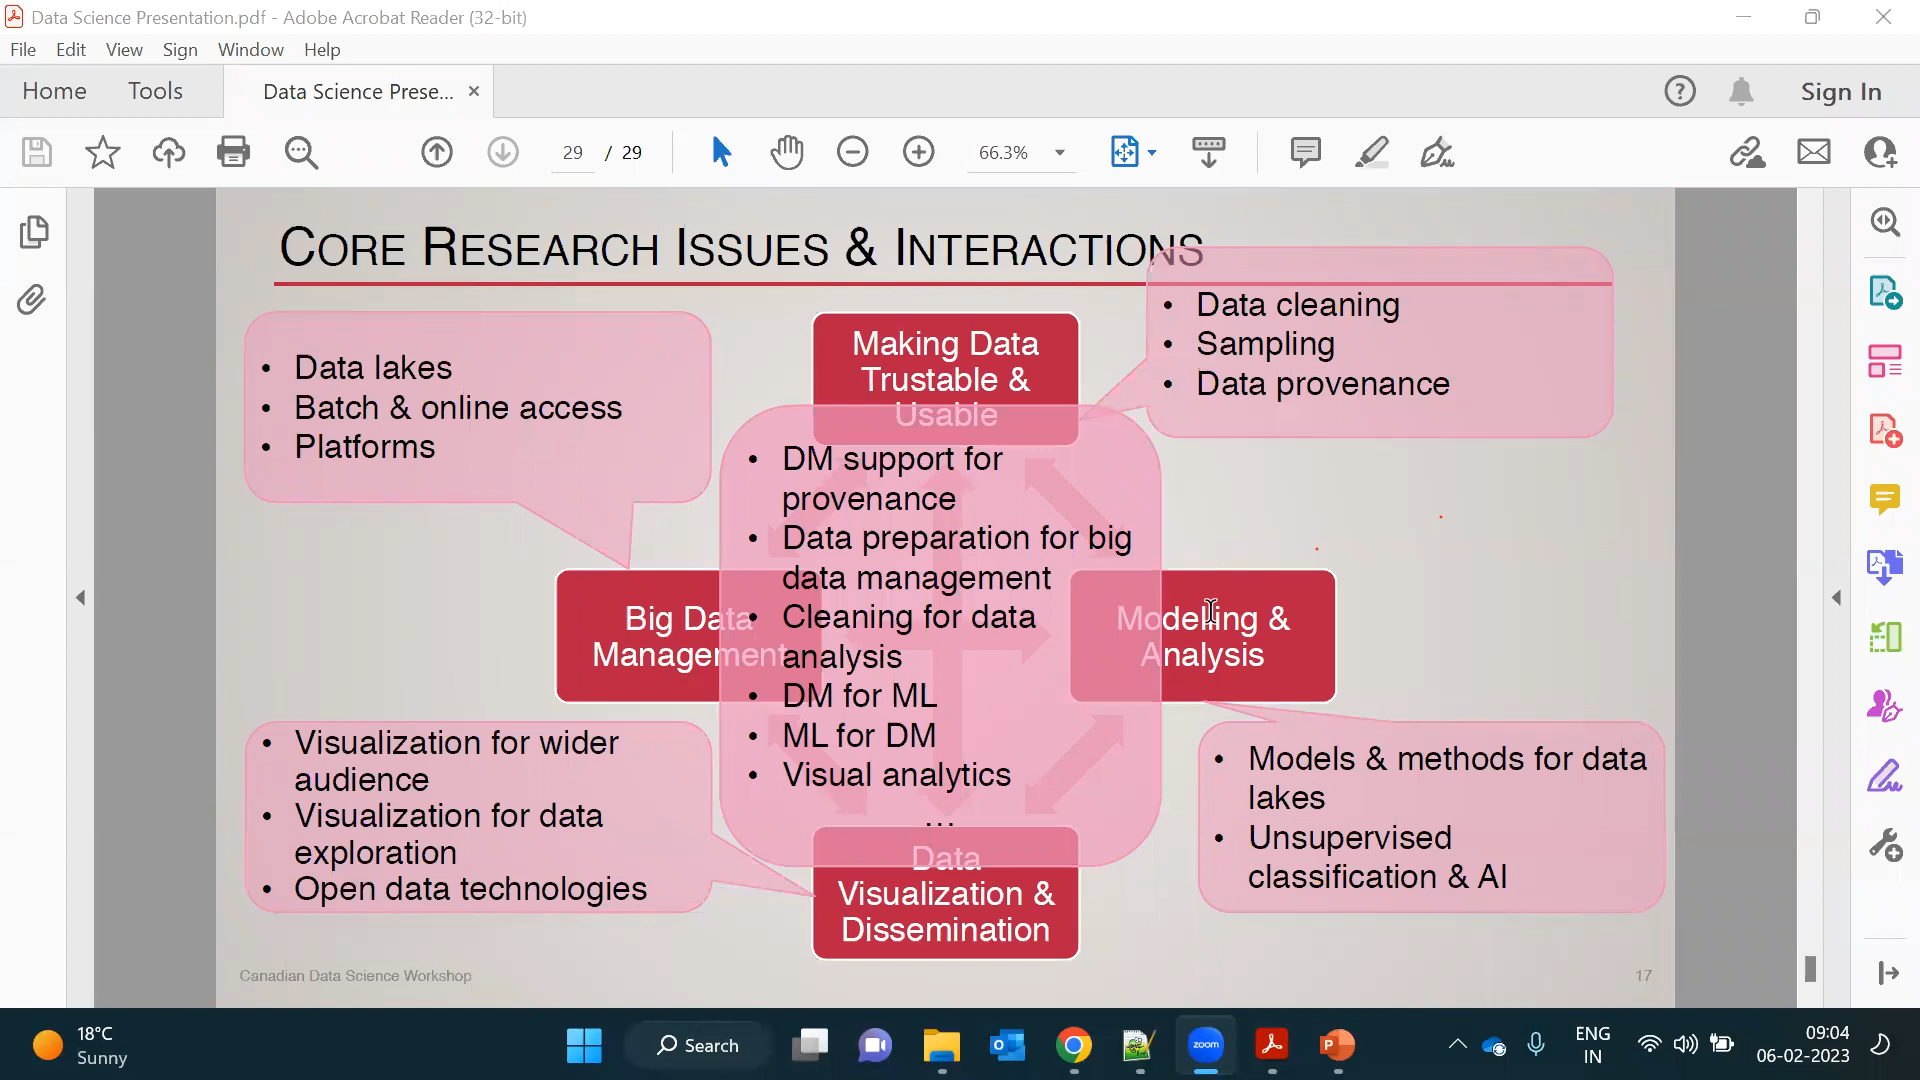 Data Science Presentation.pdf - Adobe Acrobat Reader (32-bit)
File Edit View Sign Window Help
Home Tools Data Science Prese... × Sign In
29 / 29 66.3%
CORE RESEARCH ISSUES & INTERACTIONS
• Data cleaning
• Sampling
• Data provenance
Making Data
Trustable &
Usable
• Data lakes
• Batch & online access
• Platforms
• DM support for
provenance
• Data preparation for big
data management
• Cleaning for data
analysis
• DM for ML
• ML for DM
• Visual analytics
...
Big Data
Management
Modelling &
Analysis
• Visualization for wider
audience
• Visualization for data
exploration
• Open data technologies
• Models & methods for data
lakes
• Unsupervised
classification & AI
Data
Visualization &
Dissemination
Canadian Data Science Workshop 17
18°C
Sunny
Search
zoom
ENG
IN
09:04
06-02-2023